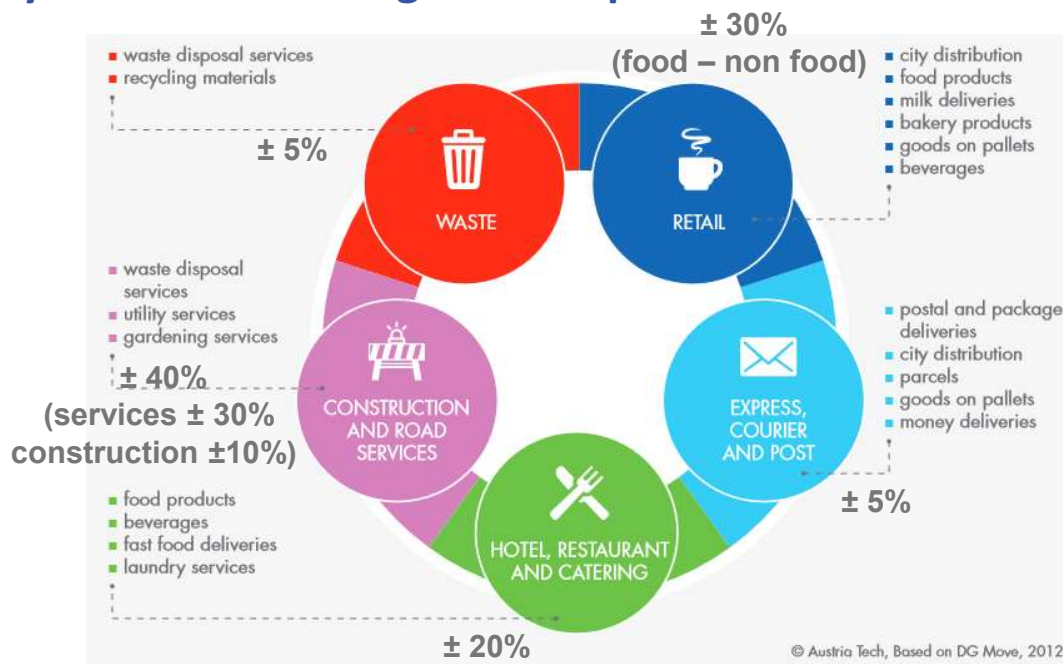 ± 30%
(food – non food)
waste disposal services
recycling materials
± 5%
WASTE
RETAIL
city distribution
food products
milk deliveries
bakery products
goods on pallets
beverages
waste disposal
services
utility services
gardening services
± 40%
(services ± 30%
construction ±10%)
CONSTRUCTION
AND ROAD
SERVICES
EXPRESS,
COURIER
AND POST
postal and package
deliveries
city distribution
parcels
goods on pallets
money deliveries
± 5%
food products
beverages
fast food deliveries
laundry services
HOTEL, RESTAURANT
AND CATERING
± 20%
© Austria Tech, Based on DG Move, 2012